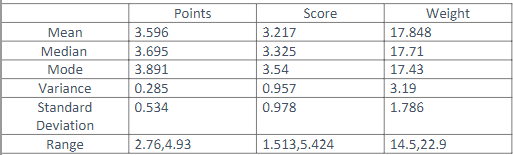 Points Score Weight
Mean 3.596 3.217 17.848
Median 3.695 3.325 17.71
Mode 3.891 3.54 17.43
Variance 0.285 0.957 3.19
Standard Deviation 0.534 0.978 1.786
Range 2.76,4.93 1.513,5.424 14.5,22.9